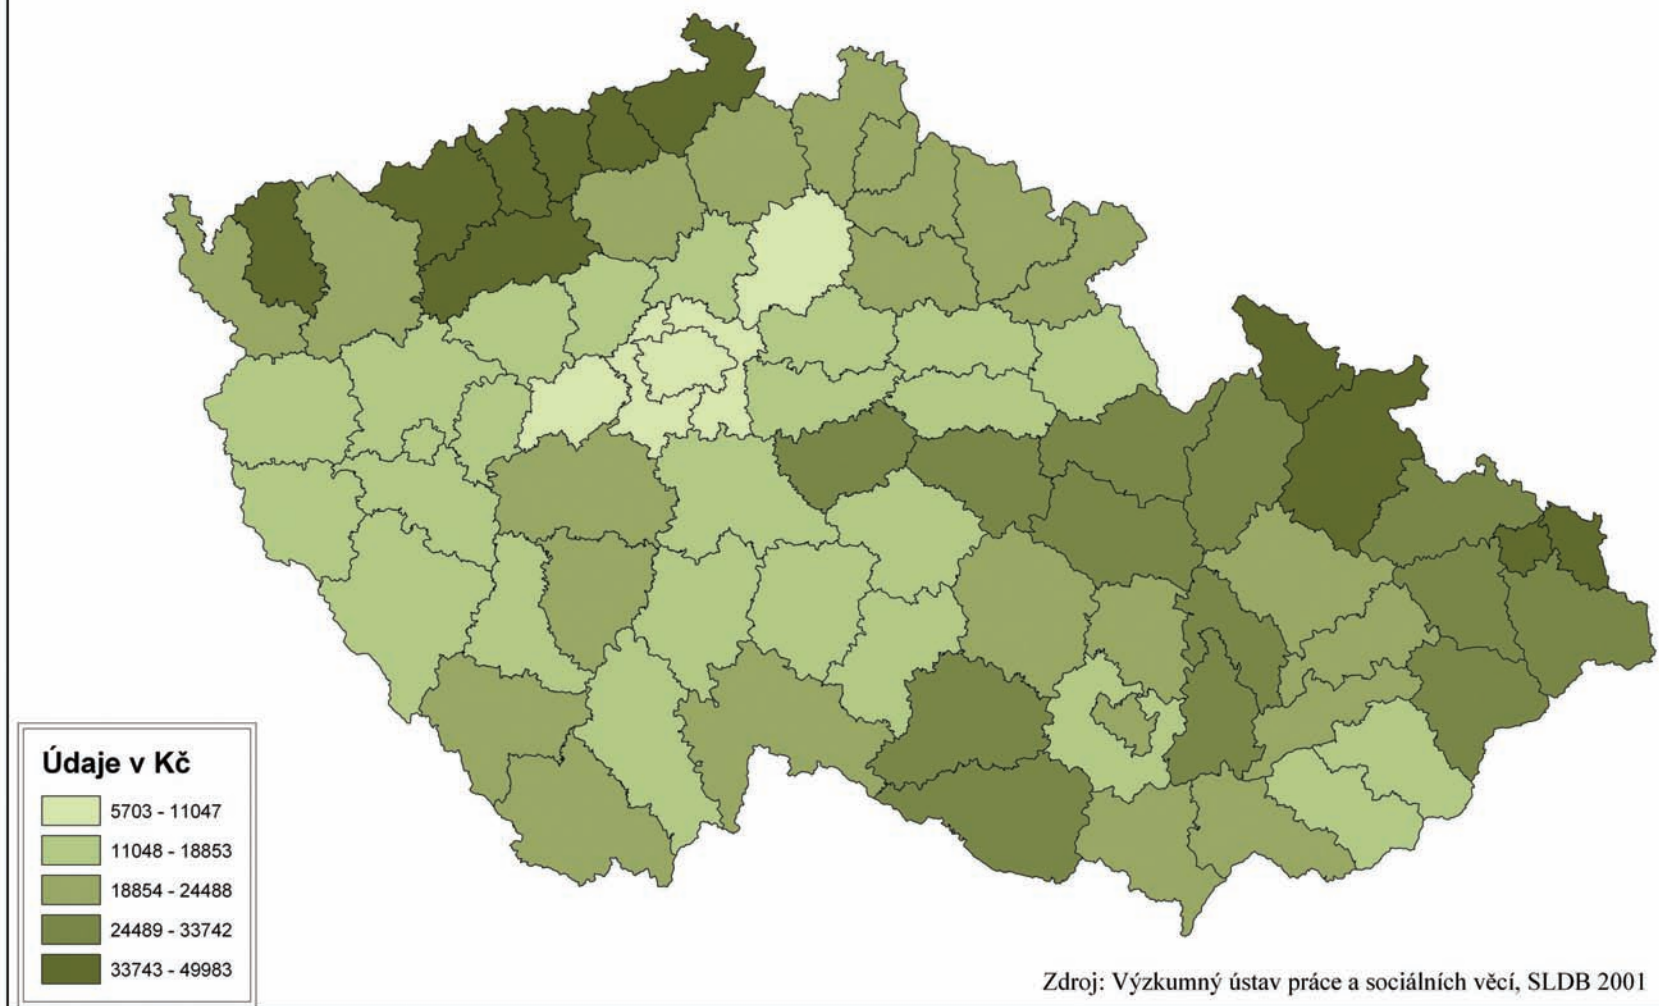 Údaje v Kč
5703 - 11047
11048 - 18853
18854 - 24488
24489 - 33742
33743 - 49983
Zdroj: Výzkumný ústav práce a sociálních věcí, SLDB 2001